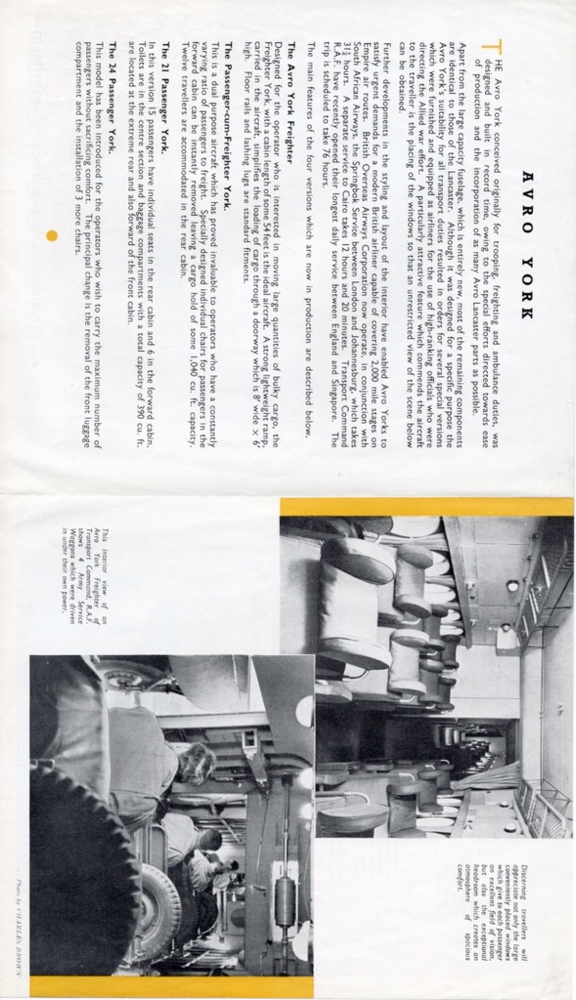 AVRO YORK
THE Avro York conceived originally for trooping, freighting and ambulance duties, was
designed and built in record time, owing to the special efforts directed towards ease
of production and the incorporation of as many Avro Lancaster parts as possible.
Apart from the large capacity fuselage, which is entirely new, most of the remaining components
are identical to those of the Lancaster. Although it was designed for a specific purpose the
Avro York's suitability for all transport duties resulted in orders for several special versions
which were furnished and equipped as airliners for the use of high-ranking officials who were
directing the allied war effort. A particularly attractive feature which commends the aircraft
to the traveller is the placing of the windows so that an unrestricted view of the scene below
can be obtained.
Further developments in the styling and layout of the interior have enabled Avro Yorks to
satisfy urgent demands for a modern British airliner capable of covering 2,000 mile stages on
Empire air routes. British Overseas Airways Corporation now operate, in conjunction with
South African Airways, the Springbok Service between London and Johannesburg, which takes
31½ hours. A separate service to Cairo takes 12 hours and 20 minutes. Transport Command
R.A.F. have recently opened their longest daily service between England and Singapore. The
trip is scheduled to take 76 hours.
The main features of the four versions which are now in production are described below.
The Avro York Freighter
Designed for the operator who is interested in moving large quantities of bulky cargo, the
Freighter York, with a cabin length of some 54 feet is the ideal aircraft. A strong lightweight ramp,
carried in the aircraft, simplifies the loading of cargo through a doorway which is 8' wide × 6'
high. Floor rails and lashing lugs are standard fitments.
The Passenger-cum-Freighter York.
This is a dual purpose aircraft which has proved invaluable to operators who have a constantly
varying ratio of passengers to freight. Specially designed individual chairs for passengers in the
forward cabin can be instantly removed leaving a cargo hold of some 1,040 cu. ft. capacity.
Twelve travellers are accommodated in the rear cabin.
The 21 Passenger York.
In this version 15 passengers have individual seats in the rear cabin and 6 in the forward cabin.
Toilets are in the centre section and baggage compartments with a total capacity of 390 cu. ft.
are located at the extreme rear and also forward of the front cabin.
The 24 Passenger York.
This model has been introduced for the operators who wish to carry the maximum number of
passengers without sacrificing comfort. The principal change is the removal of the front luggage
compartment and the installation of 3 more chairs.
Discerning travellers will
appreciate not only the large
conveniently placed windows
which give to each passenger
an excellent field of vision,
but also the exceptional
headroom which creates an
atmosphere of spacious
comfort.
This interior view of an
Avro York Freighter of
Transport Command, R.A.F.
shows 4 Army Service
Waggons which were driven
in under their own power.
Photo by CHARLES BROWN